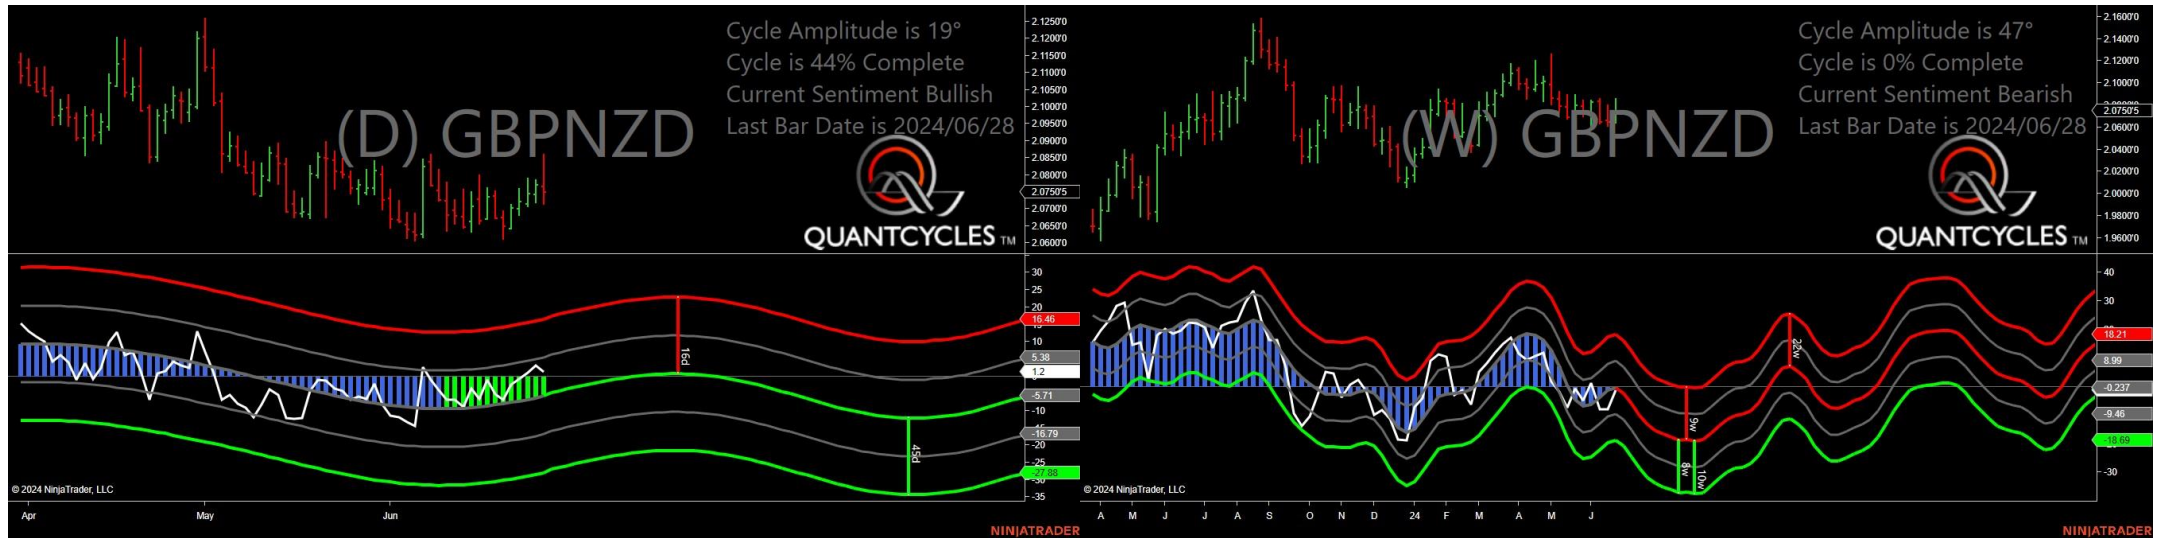 Cycle Amplitude is 19°
Cycle is 44% Complete
Current Sentiment Bullish
Last Bar Date is 2024/06/28
(D) GBPNZD
QUANTCYCLES TM
2.1250'0
2.1200'0
2.1150'0
2.1100'0
2.1050'0
2.1000'0
2.0950'0
2.0900'0
2.0850'0
2.0800'0
2.0750'5
2.0700'0
2.0650'0
2.0600'0
30
25
20
16.46
15
10
5.38
1.2
-5.71
-10
-16.79
-20
-25
-27.88
-30
-35
16d
45d
© 2024 NinjaTrader, LLC
Apr
May
Jun
NINJATRADER
Cycle Amplitude is 47°
Cycle is 0% Complete
Current Sentiment Bearish
Last Bar Date is 2024/06/28
(W) GBPNZD
QUANTCYCLES TM
2.1600'0
2.1400'0
2.1200'0
2.1000'0
2.0750'5
2.0600'0
2.0400'0
2.0200'0
2.0000'0
1.9800'0
1.9600'0
40
30
18.21
8.99
-0.237
-9.46
-18.69
-30
22w
9w
8w
10w
© 2024 NinjaTrader, LLC
A M J J A S O N D 24 F M A M J
NINJATRADER